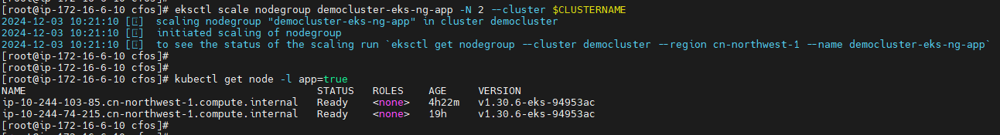 [root@ip-172-16-6-10 cfos]# eksctl scale nodegroup democluster-eks-ng-app -N 2 --cluster $CLUSTERNAME
2024-12-03 10:21:10 [ℹ]  scaling nodegroup "democluster-eks-ng-app" in cluster democluster
2024-12-03 10:21:10 [ℹ]  initiated scaling of nodegroup
2024-12-03 10:21:10 [ℹ]  to see the status of the scaling run `eksctl get nodegroup --cluster democluster --region cn-northwest-1 --name democluster-eks-ng-app`
[root@ip-172-16-6-10 cfos]#
[root@ip-172-16-6-10 cfos]#
[root@ip-172-16-6-10 cfos]# kubectl get node -l app=true
NAME STATUS ROLES AGE VERSION
ip-10-244-103-85.cn-northwest-1.compute.internal Ready <none> 4h22m v1.30.6-eks-94953ac
ip-10-244-74-215.cn-northwest-1.compute.internal Ready <none> 19h v1.30.6-eks-94953ac
[root@ip-172-16-6-10 cfos]#
[root@ip-172-16-6-10 cfos]#